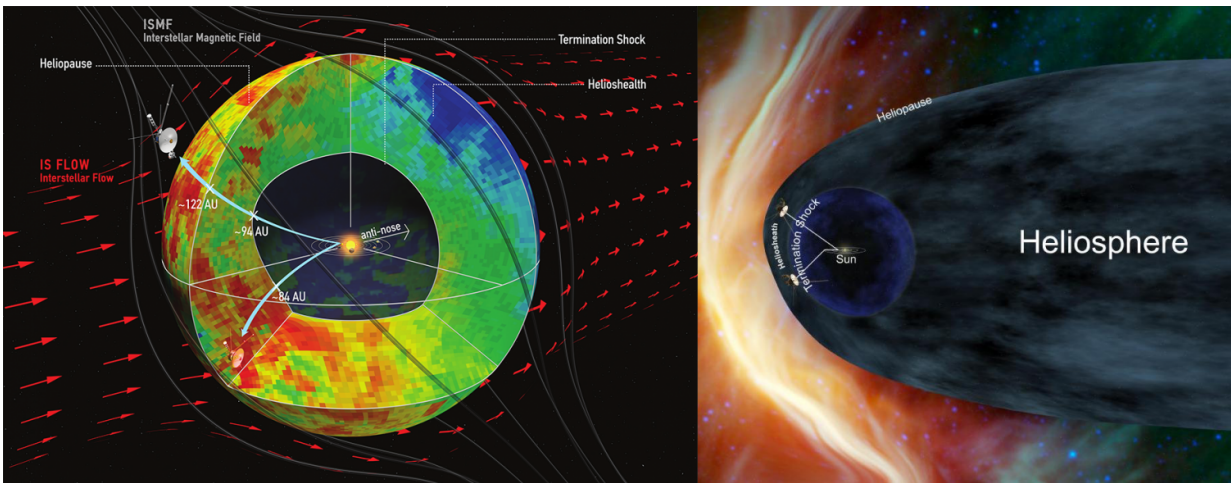 ISMF
Interstellar Magnetic Field
Termination Shock
Heliopause
Helioshealth
IS FLOW
Interstellar Flow
~122 AU
~94 AU
anti-nose
~84 AU
Heliopause
Heliosheath
Termination Shock
Sun
Heliosphere